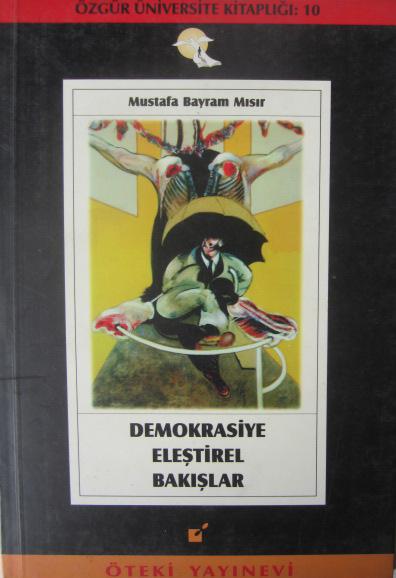 ÖZGÜR ÜNİVERSİTE KİTAPLIĞI: 10
Mustafa Bayram Mısır
DEMOKRASİYE
ELEŞTİREL
BAKIŞLAR
ÖTEKİ YAYINEVİ